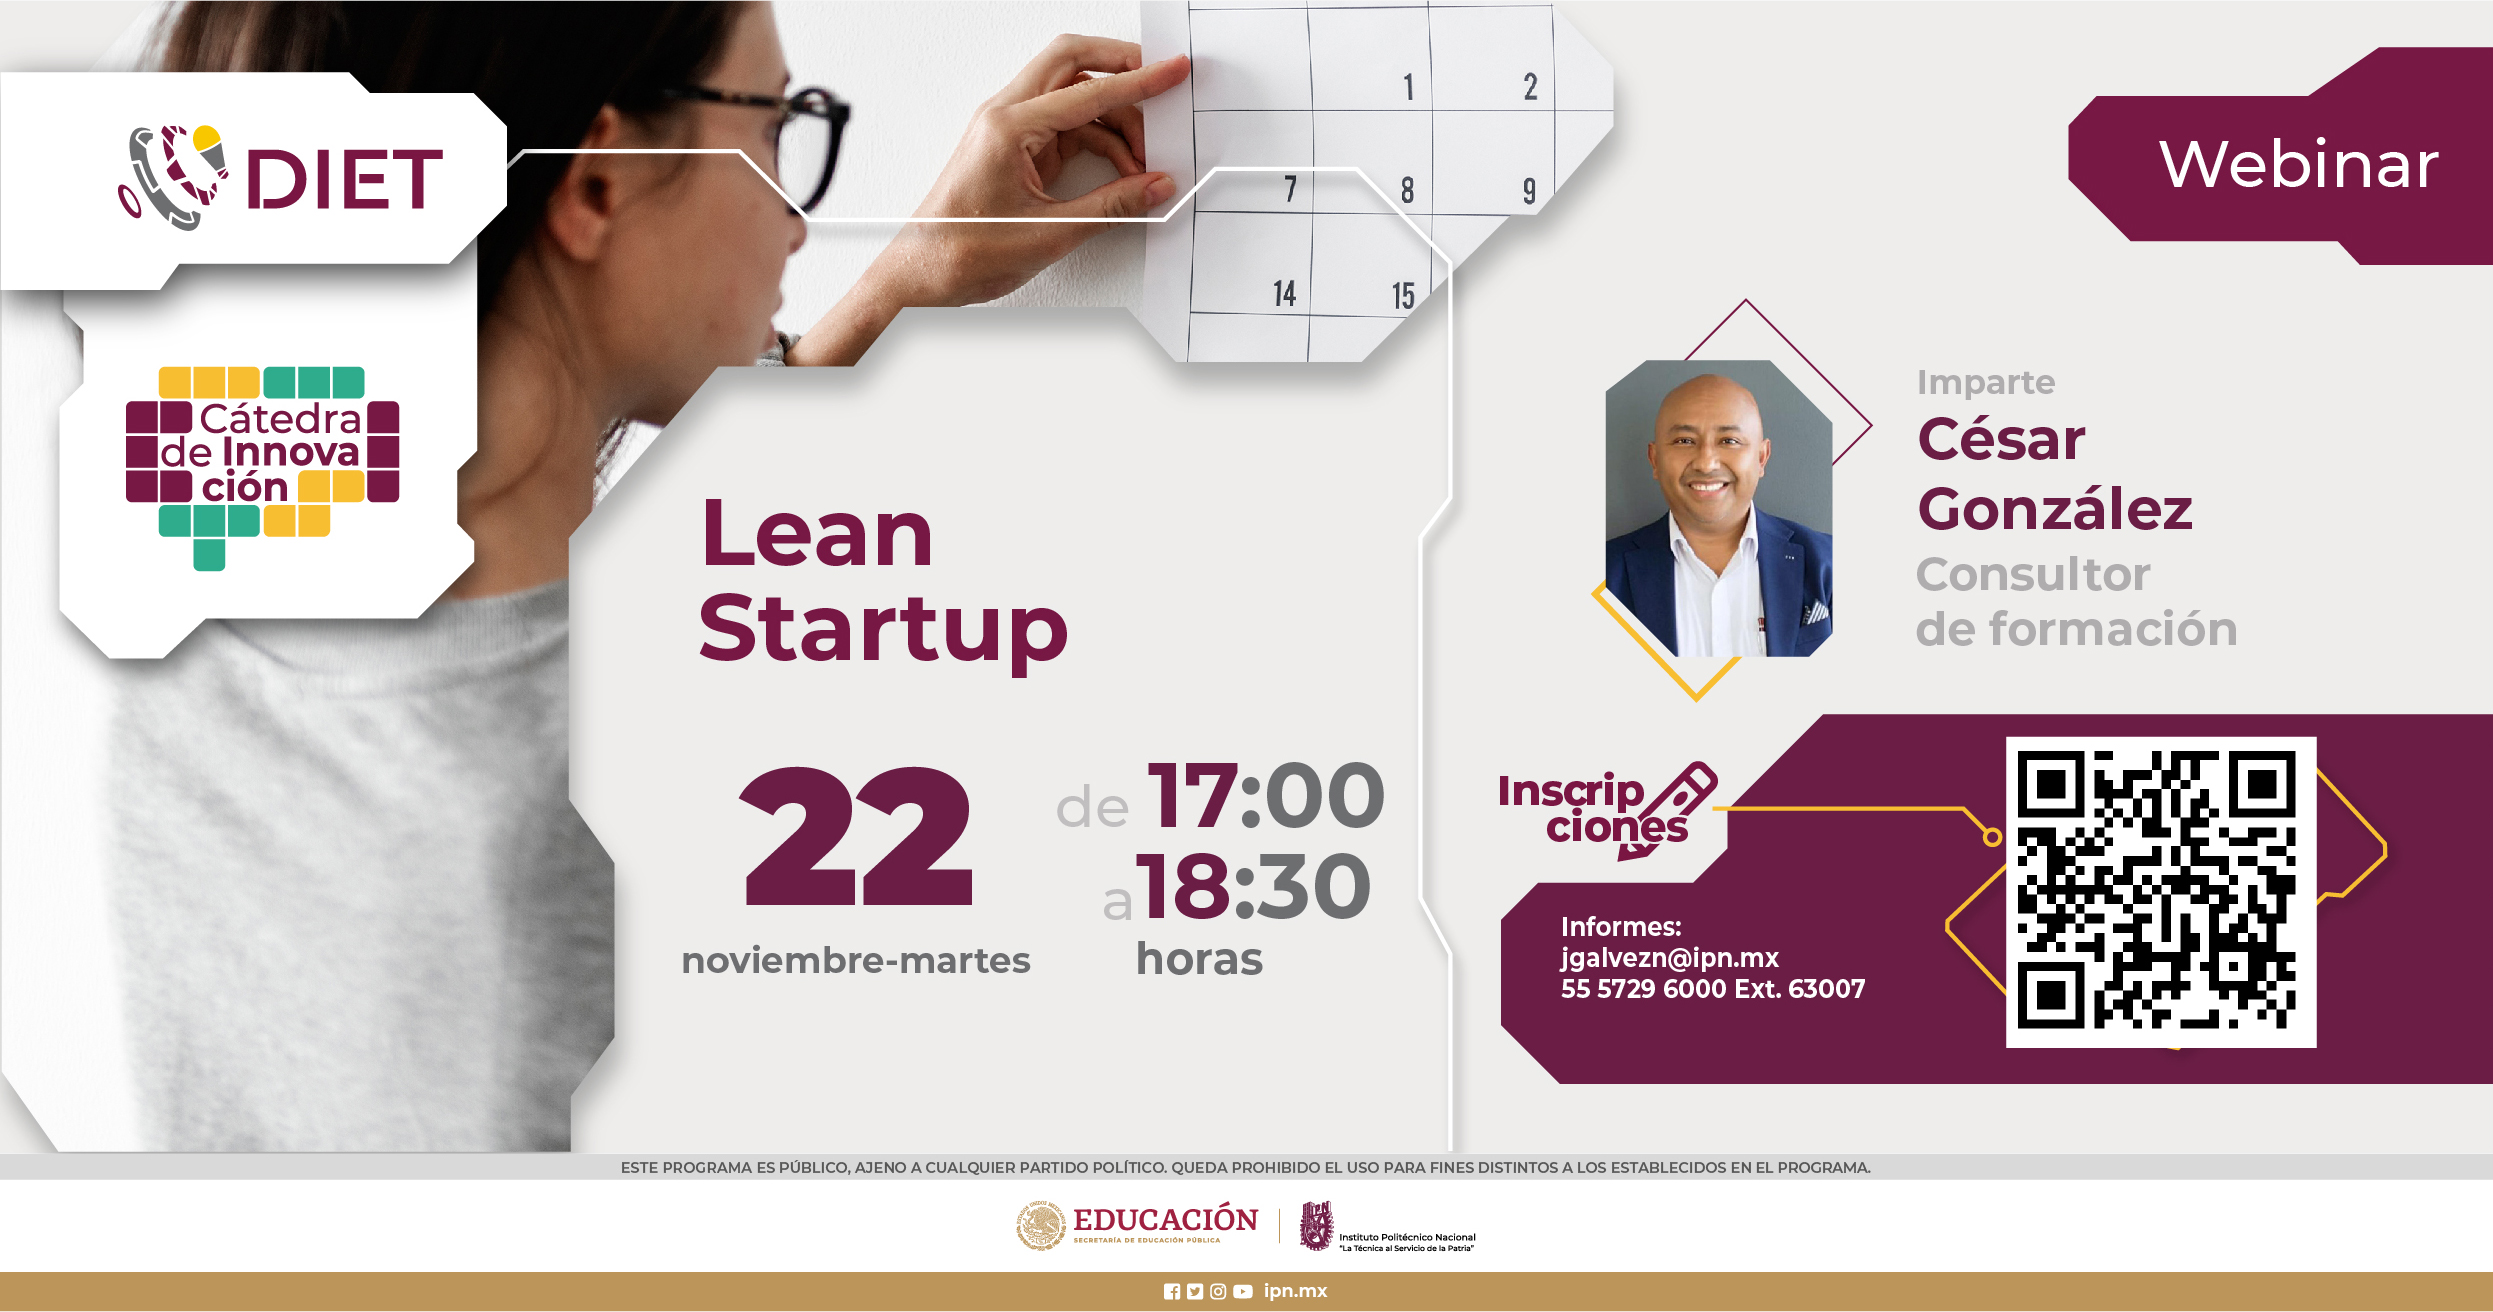 DIET
Cátedra
de Innova
ción
1
2
7
8
9
14
15
Webinar
Lean
Startup
22
noviembre-martes
de 17:00
a 18:30
horas
Imparte
César
González
Consultor
de formación
Inscrip
ciones
Informes:
jgalvezn@ipn.mx
55 5729 6000 Ext. 63007
ESTE PROGRAMA ES PÚBLICO, AJENO A CUALQUIER PARTIDO POLÍTICO. QUEDA PROHIBIDO EL USO PARA FINES DISTINTOS A LOS ESTABLECIDOS EN EL PROGRAMA.
EDUCACIÓN
SECRETARÍA DE EDUCACIÓN PÚBLICA
Instituto Politécnico Nacional
"La Técnica al Servicio de la Patria"
ipn.mx